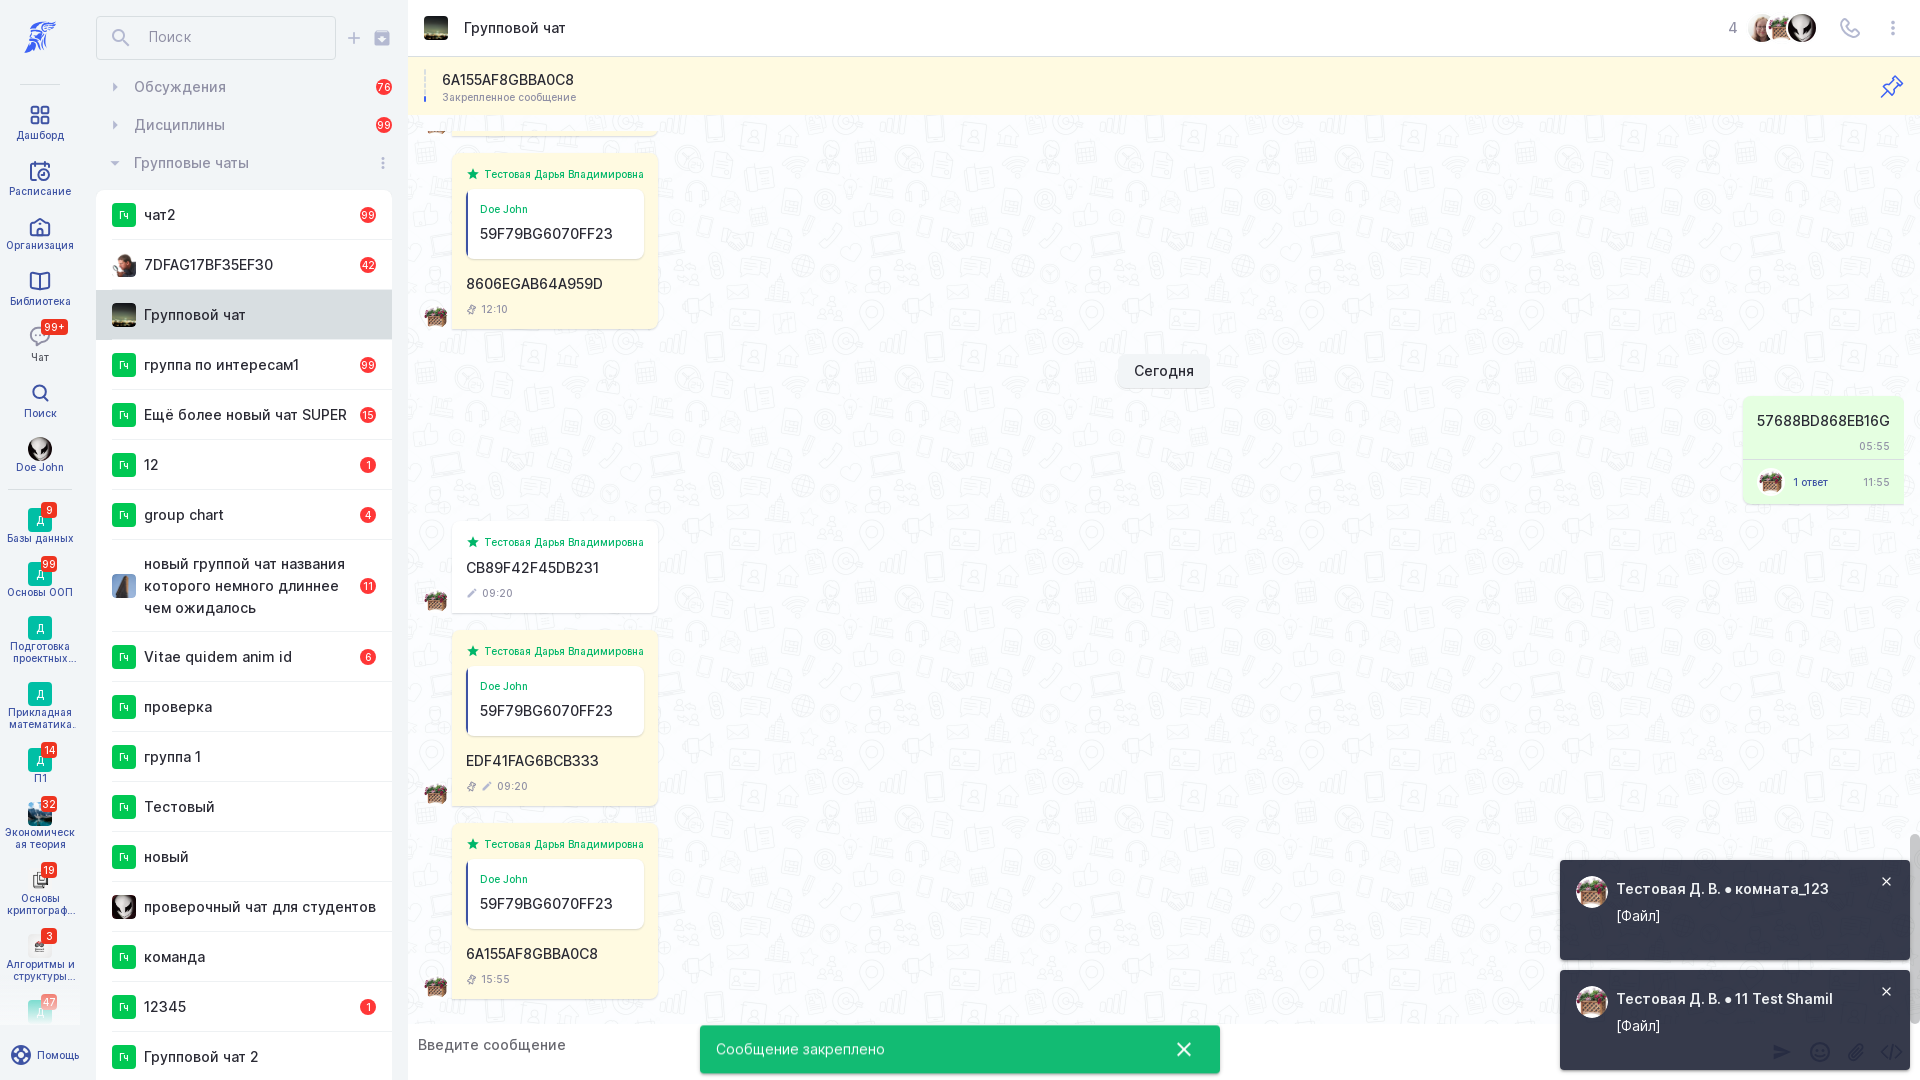 Дашборд
Расписание
Организация
Библиотека
99+
Чат
Поиск
Doe John
9
Д
Базы данных
99
Д
Основы ООП
Д
Подготовка
проектных...
Д
Прикладная
математика..
14
Д
П1
32
Экономическ
ая теория
19
Основы
криптограф...
3
Алгоритмы и
структуры...
47
Д
Помощь
Поиск
Обсуждения
76
Дисциплины
99
Групповые чаты
Гч
чат2
99
7DFAG17BF35EF30
42
Групповой чат
Гч
группа по интересам1
99
Гч
Ещё более новый чат SUPER
15
Гч
12
1
Гч
group chart
4
новый группой чат названия
которого немного длиннее
чем ожидалось
11
Гч
Vitae quidem anim id
6
Гч
проверка
Гч
группа 1
Гч
Тестовый
Гч
новый
проверочный чат для студентов
Гч
команда
Гч
12345
1
Гч
Групповой чат 2
Групповой чат
4
6A155AF8GBBA0C8
Закрепленное сообщение
Тестовая Дарья Владимировна
Doe John
59F79BG6070FF23
8606EGAB64A959D
12:10
Сегодня
57688BD868EB16G
05:55
1 ответ
11:55
Тестовая Дарья Владимировна
CB89F42F45DB231
09:20
Тестовая Дарья Владимировна
Doe John
59F79BG6070FF23
EDF41FAG6BCB333
09:20
Тестовая Дарья Владимировна
Doe John
59F79BG6070FF23
6A155AF8GBBA0C8
15:55
Введите сообщение
Сообщение закреплено
Тестовая Д. В. ● комната_123
[Файл]
Тестовая Д. В. ● 11 Test Shamil
[Файл]